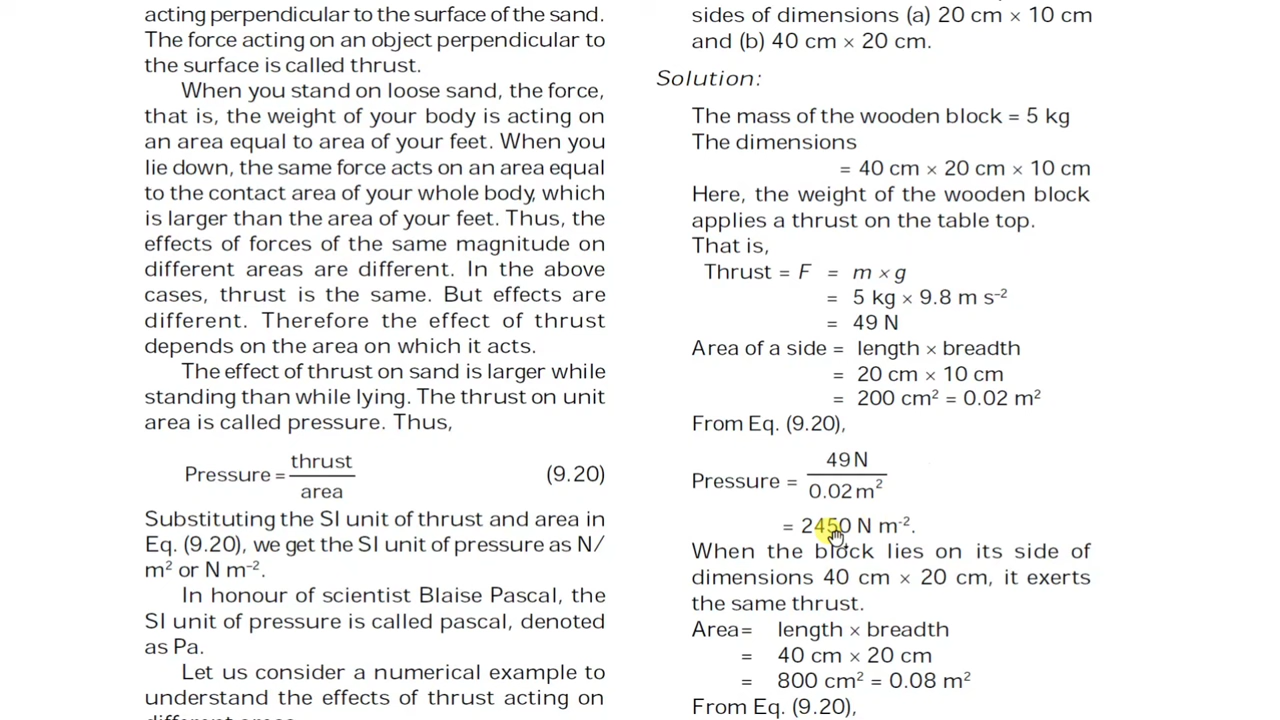 acting perpendicular to the surface of the sand.
The force acting on an object perpendicular to
the surface is called thrust.
When you stand on loose sand, the force,
that is, the weight of your body is acting on
an area equal to area of your feet. When you
lie down, the same force acts on an area equal
to the contact area of your whole body, which
is larger than the area of your feet. Thus, the
effects of forces of the same magnitude on
different areas are different. In the above
cases, thrust is the same. But effects are
different. Therefore the effect of thrust
depends on the area on which it acts.
The effect of thrust on sand is larger while
standing than while lying. The thrust on unit
area is called pressure. Thus,
Pressure = thrust / area (9.20)
Substituting the SI unit of thrust and area in
Eq. (9.20), we get the SI unit of pressure as N/
m² or N m⁻².
In honour of scientist Blaise Pascal, the
SI unit of pressure is called pascal, denoted
as Pa.
Let us consider a numerical example to
understand the effects of thrust acting on
different areas.
sides of dimensions (a) 20 cm × 10 cm
and (b) 40 cm × 20 cm.
Solution:
The mass of the wooden block = 5 kg
The dimensions
= 40 cm × 20 cm × 10 cm
Here, the weight of the wooden block
applies a thrust on the table top.
That is,
Thrust = F = m × g
= 5 kg × 9.8 m s⁻²
= 49 N
Area of a side = length × breadth
= 20 cm × 10 cm
= 200 cm² = 0.02 m²
From Eq. (9.20),
Pressure = 49 N / 0.02 m²
= 2450 N m⁻².
When the block lies on its side of
dimensions 40 cm × 20 cm, it exerts
the same thrust.
Area= length × breadth
= 40 cm × 20 cm
= 800 cm² = 0.08 m²
From Eq. (9.20),